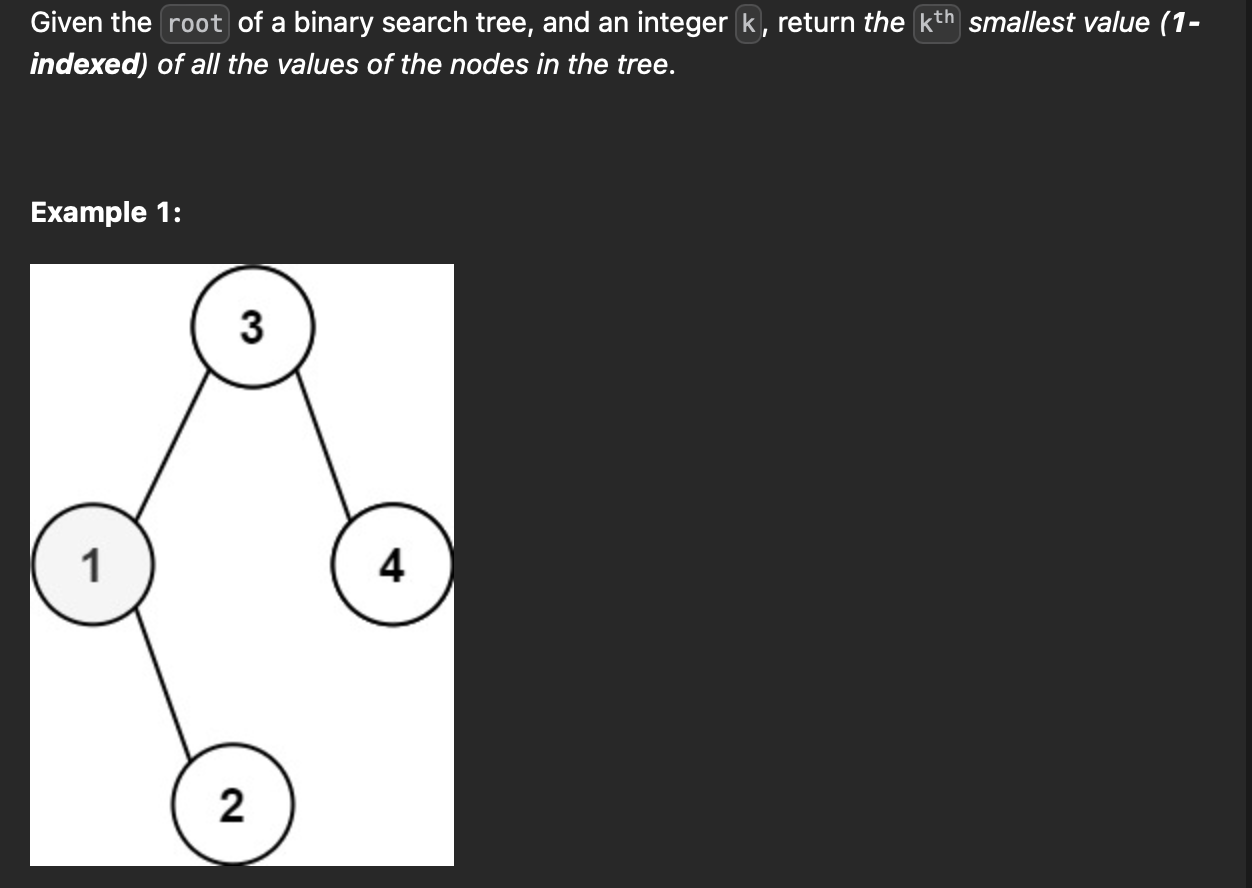 Given the root of a binary search tree, and an integer k, return the kth smallest value (1-
indexed) of all the values of the nodes in the tree.
Example 1:
3
1
4
2